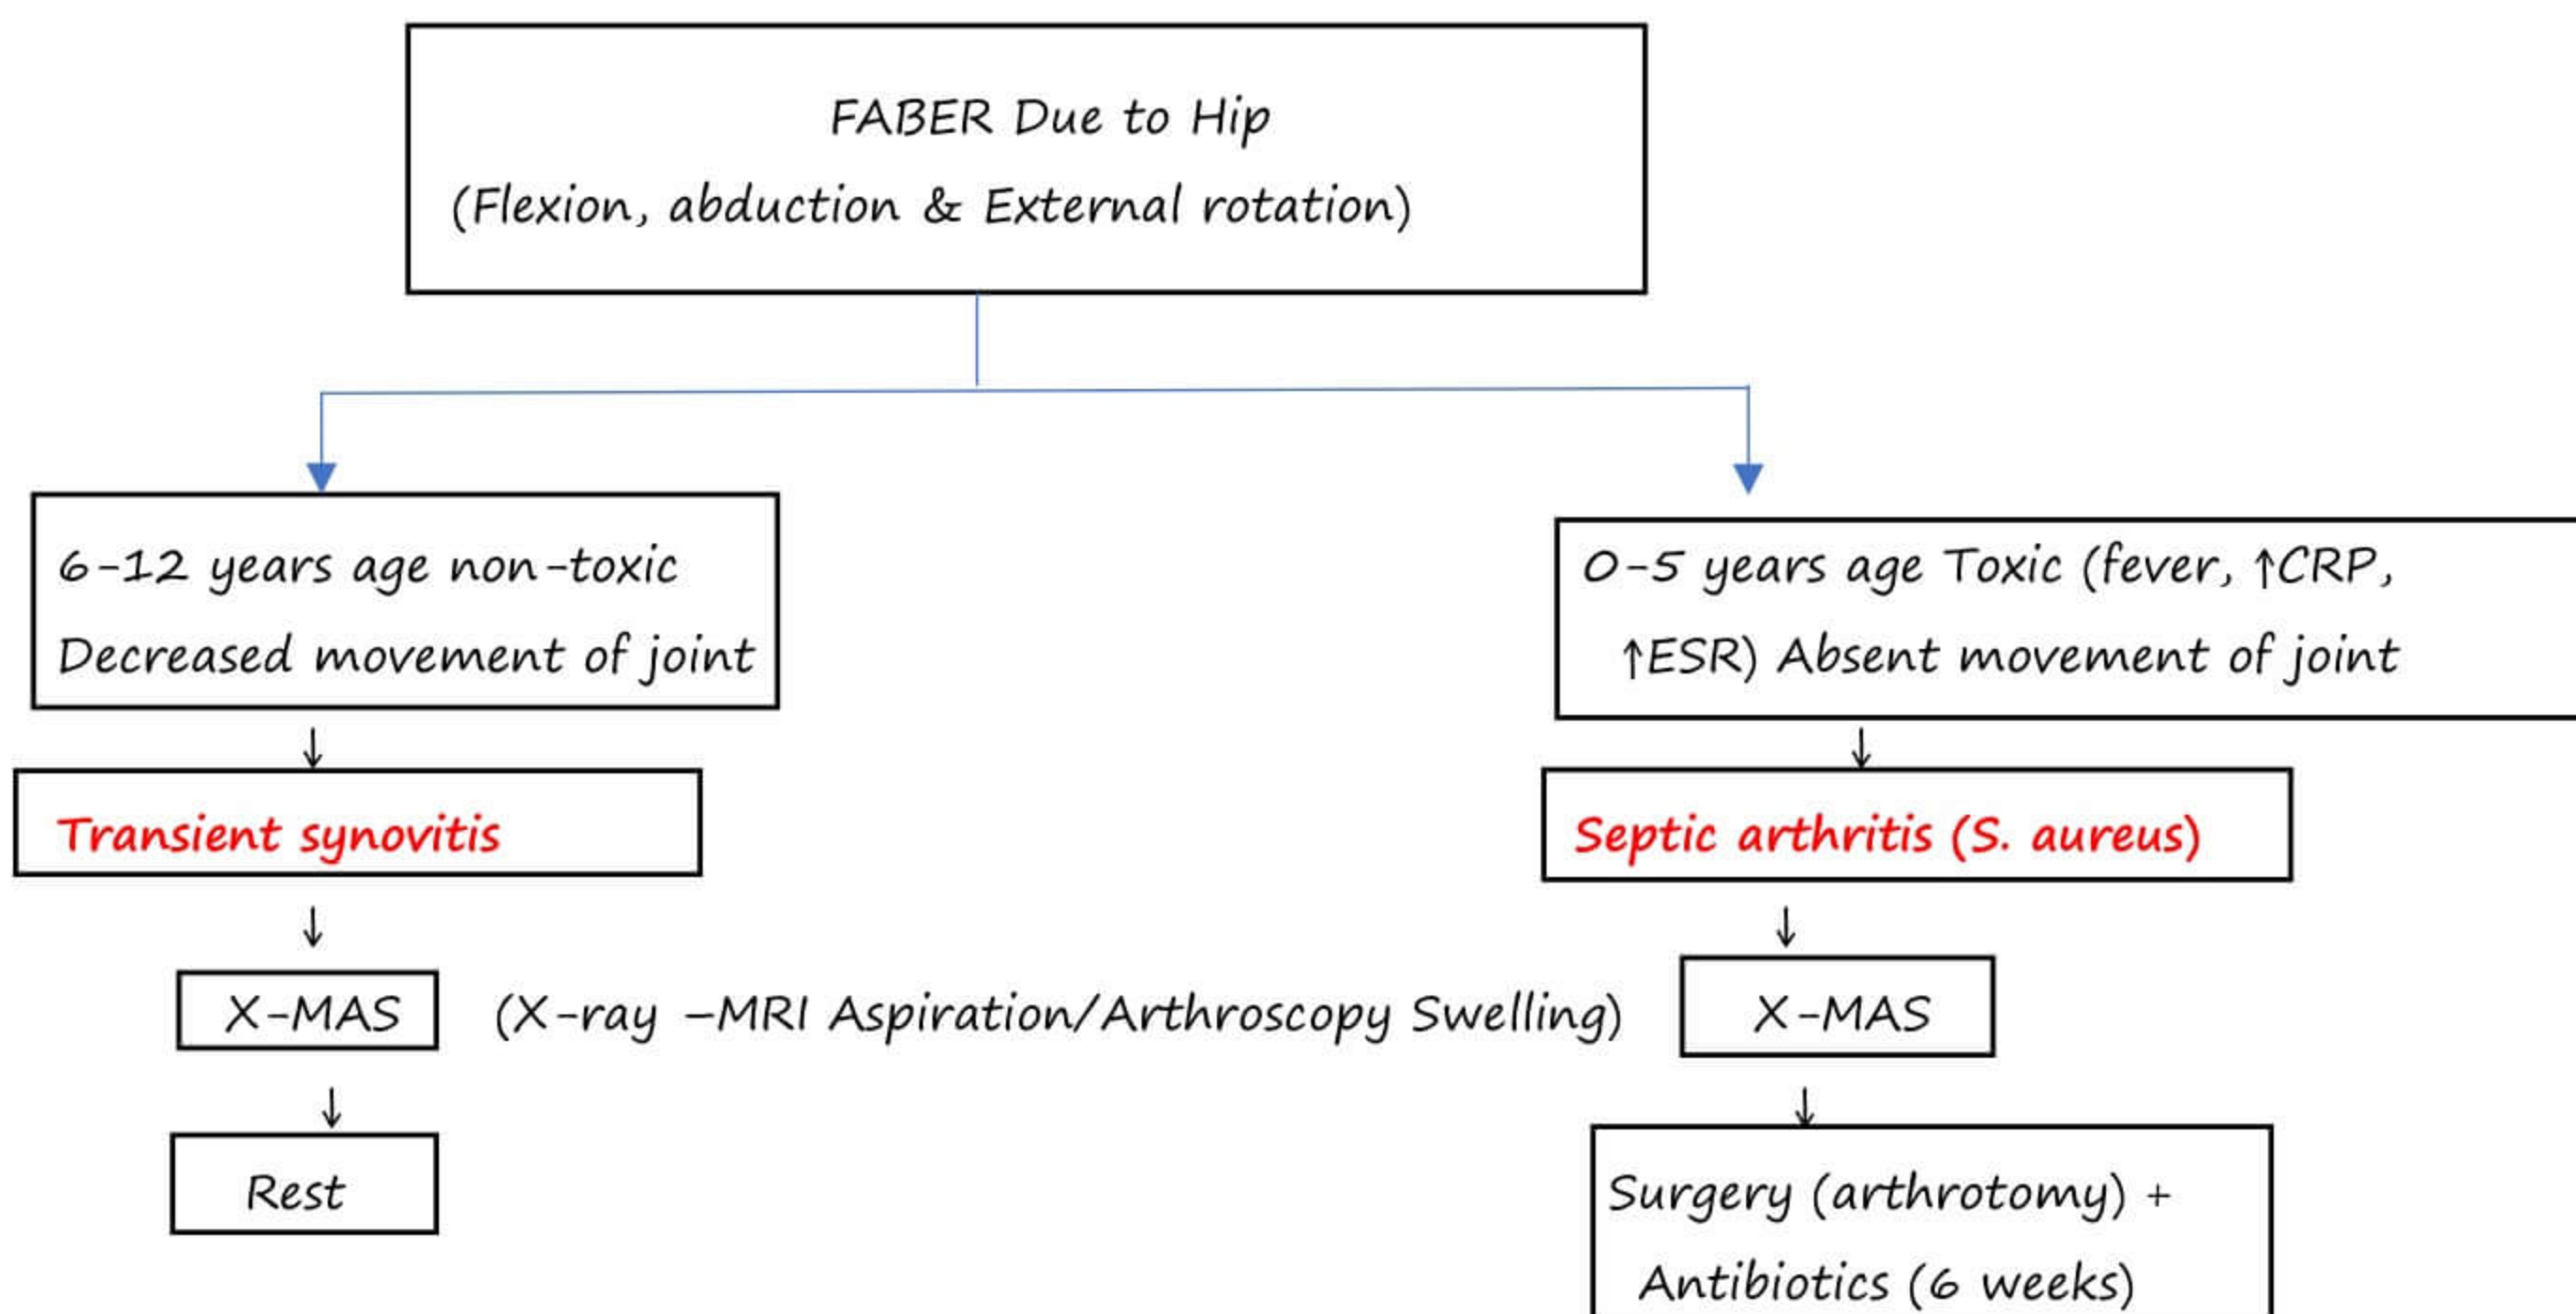 FABER Due to Hip
(Flexion, abduction & External rotation)
6-12 years age non-toxic
Decreased movement of joint
Transient synovitis
X-MAS
Rest
0-5 years age Toxic (fever, ↑CRP,
↑ESR) Absent movement of joint
Septic arthritis (S. aureus)
(X-ray –MRI Aspiration/Arthroscopy Swelling)
X-MAS
Surgery (arthrotomy) +
Antibiotics (6 weeks)